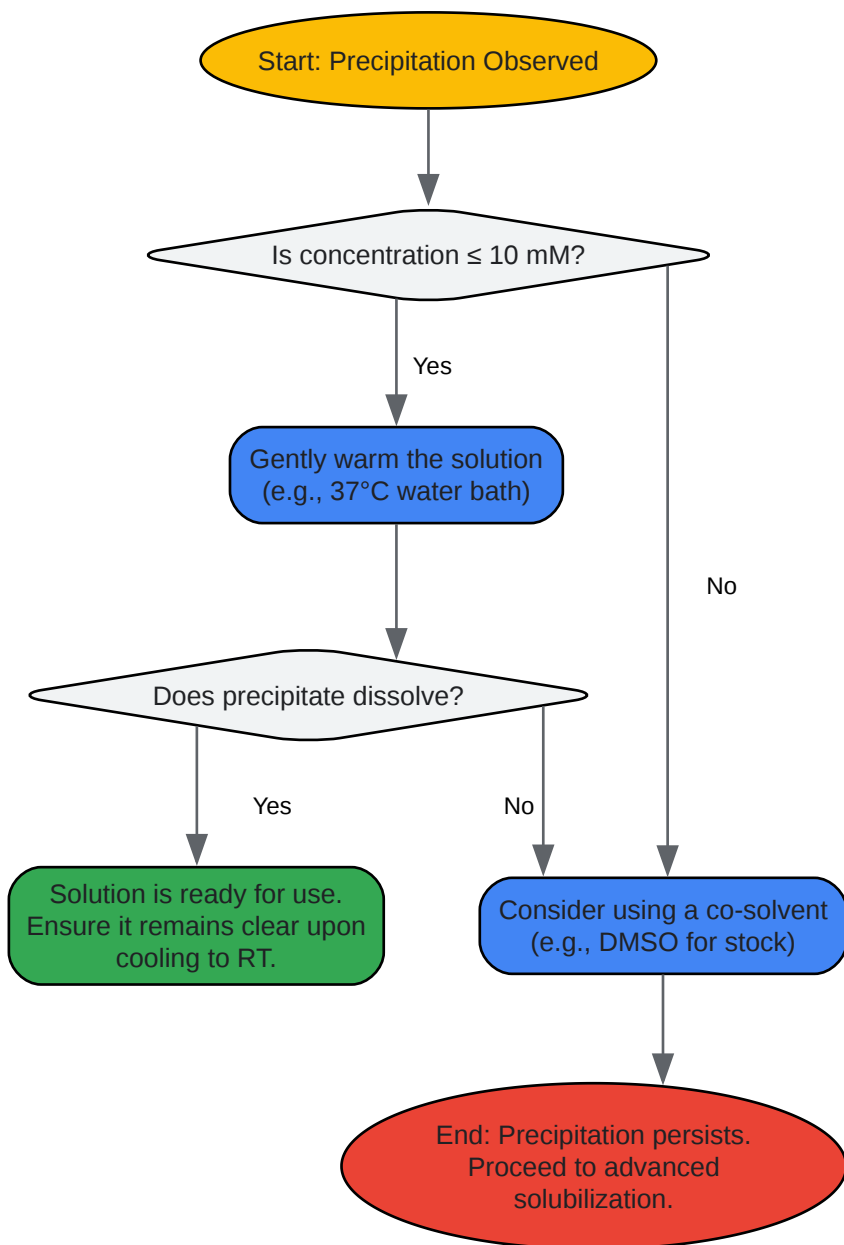 Start: Precipitation Observed
Is concentration ≤ 10 mM?
Yes
Gently warm the solution
(e.g., 37°C water bath)
No
Does precipitate dissolve?
Yes
No
Solution is ready for use.
Ensure it remains clear upon
cooling to RT.
Consider using a co-solvent
(e.g., DMSO for stock)
End: Precipitation persists.
Proceed to advanced
solubilization.